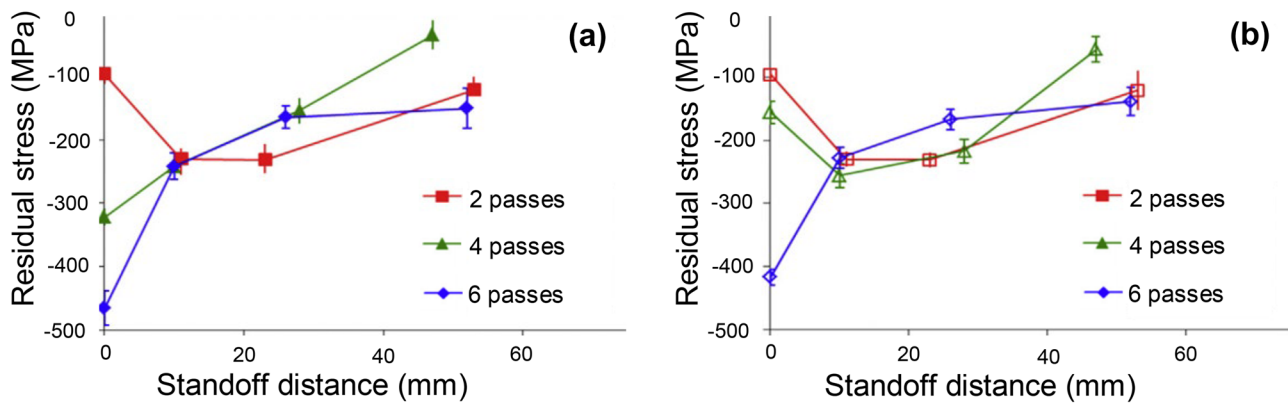 (a)
Residual stress (MPa)
0
-100
-200
-300
-400
-500
2 passes
4 passes
6 passes
0
20
40
60
Standoff distance (mm)
(b)
Residual stress (MPa)
0
-100
-200
-300
-400
-500
2 passes
4 passes
6 passes
0
20
40
60
Standoff distance (mm)